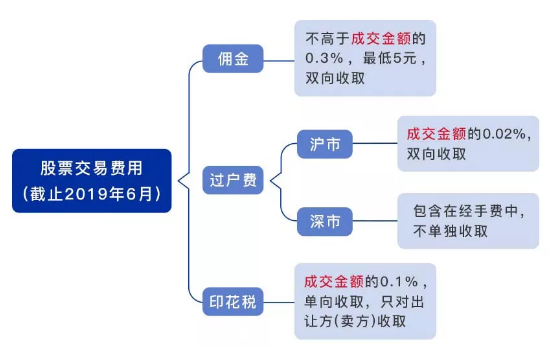 股票交易费用
(截止2019年6月)
佣金
不高于成交金额的
0.3%，最低5元，
双向收取
过户费
沪市
成交金额的0.02%，
双向收取
深市
包含在经手费中，
不单独收取
印花税
成交金额的0.1%，
单向收取，只对出
让方(卖方)收取